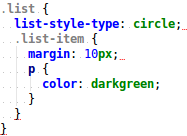 .list {
  list-style-type: circle;
  .list-item {
    margin: 10px;
    p {
      color: darkgreen;
    }
  }
}